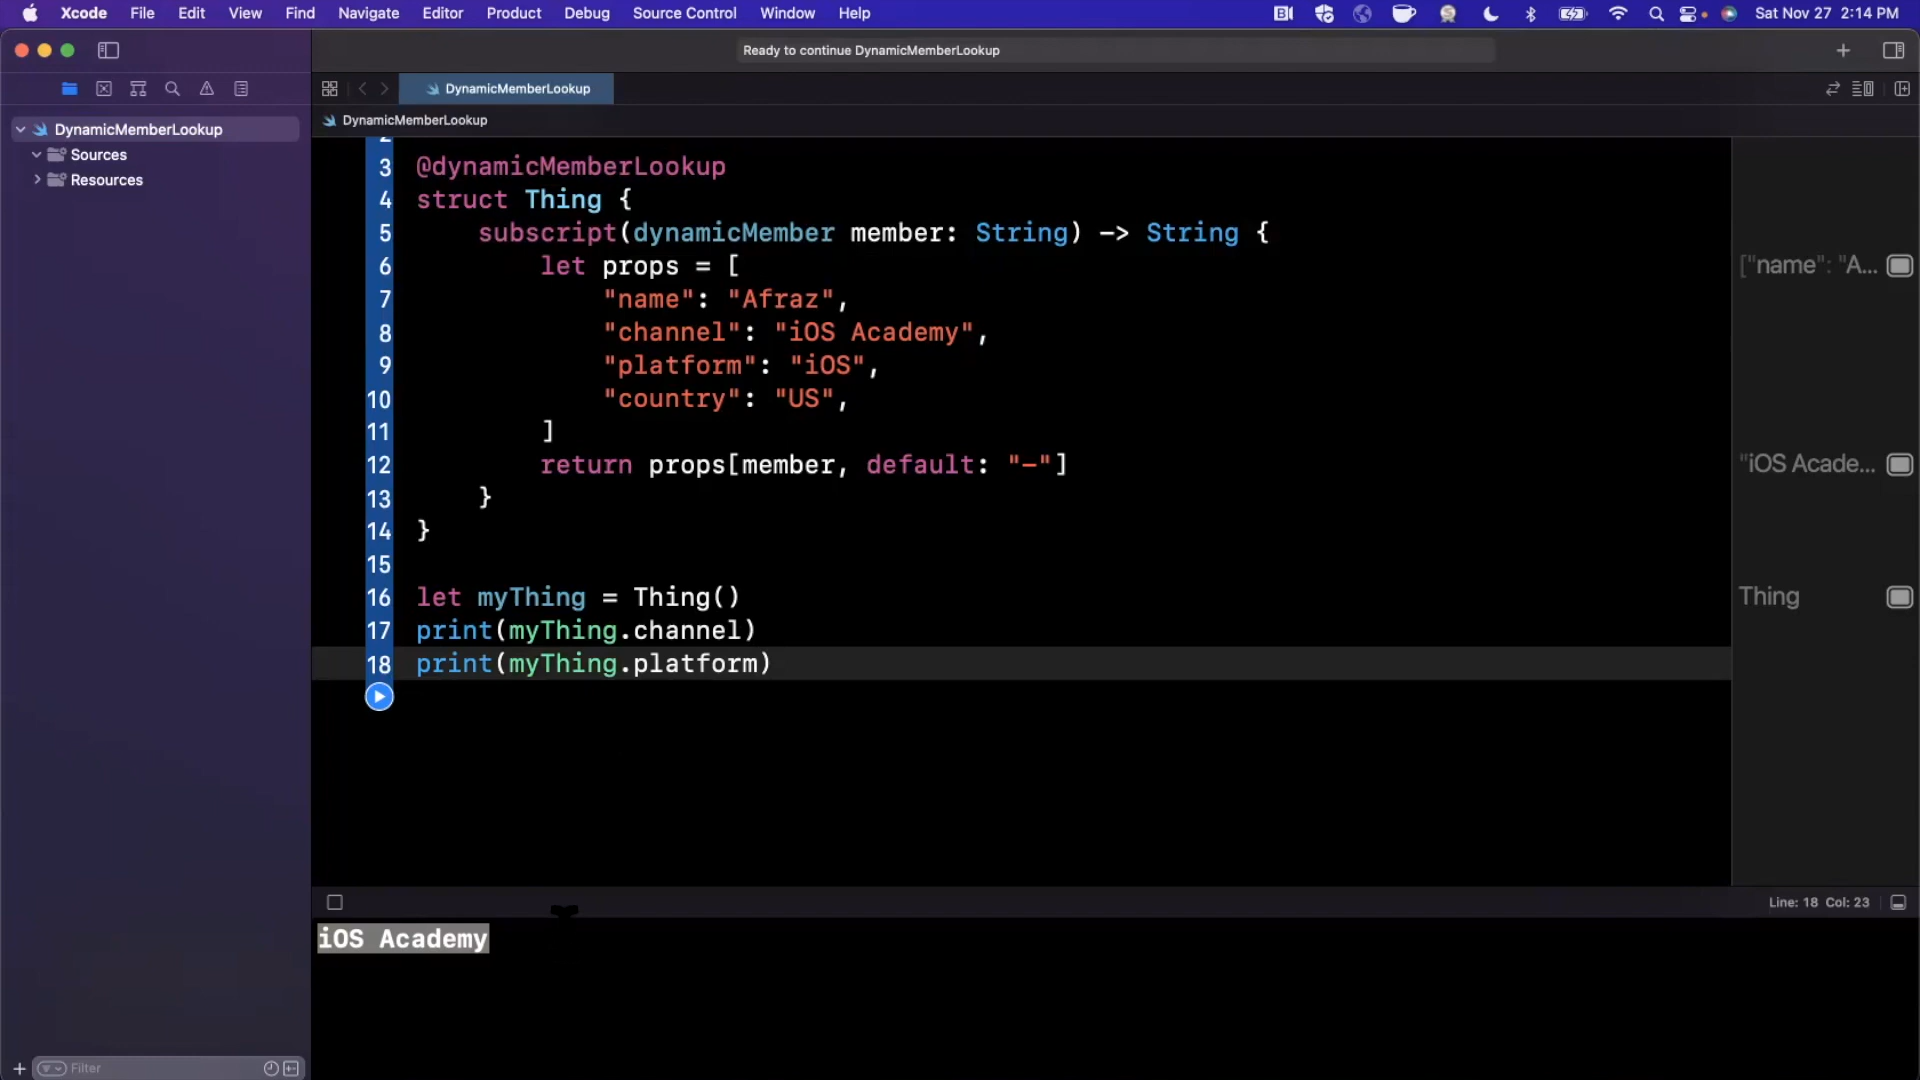 Xcode File Edit View Find Navigate Editor Product Debug Source Control Window Help Sat Nov 27 2:14 PM
Ready to continue DynamicMemberLookup
DynamicMemberLookup
DynamicMemberLookup
DynamicMemberLookup
Sources
Resources
2
3 @dynamicMemberLookup
4 struct Thing {
5 subscript(dynamicMember member: String) -> String {
6 let props = [ ["name": "A...
7 "name": "Afraz",
8 "channel": "iOS Academy",
9 "platform": "iOS",
10 "country": "US",
11 ]
12 return props[member, default: "-"] "iOS Acade...
13 }
14 }
15
16 let myThing = Thing() Thing
17 print(myThing.channel)
18 print(myThing.platform)
Line: 18 Col: 23
iOS Academy
Filter